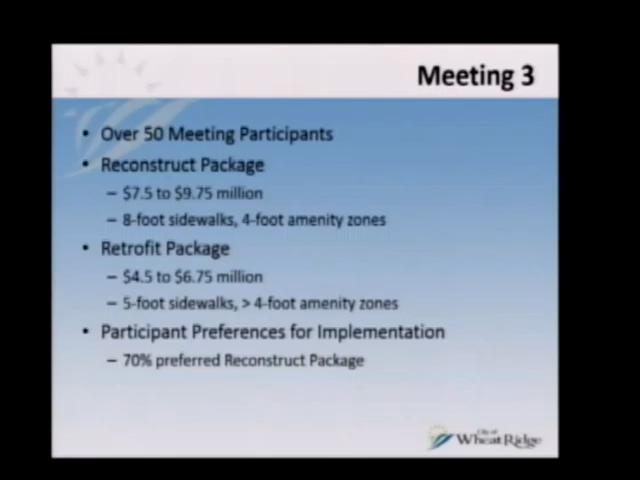 Meeting 3
• Over 50 Meeting Participants
• Reconstruct Package
– $7.5 to $9.75 million
– 8-foot sidewalks, 4-foot amenity zones
• Retrofit Package
– $4.5 to $6.75 million
– 5-foot sidewalks, > 4-foot amenity zones
• Participant Preferences for Implementation
– 70% preferred Reconstruct Package
City of
Wheat Ridge